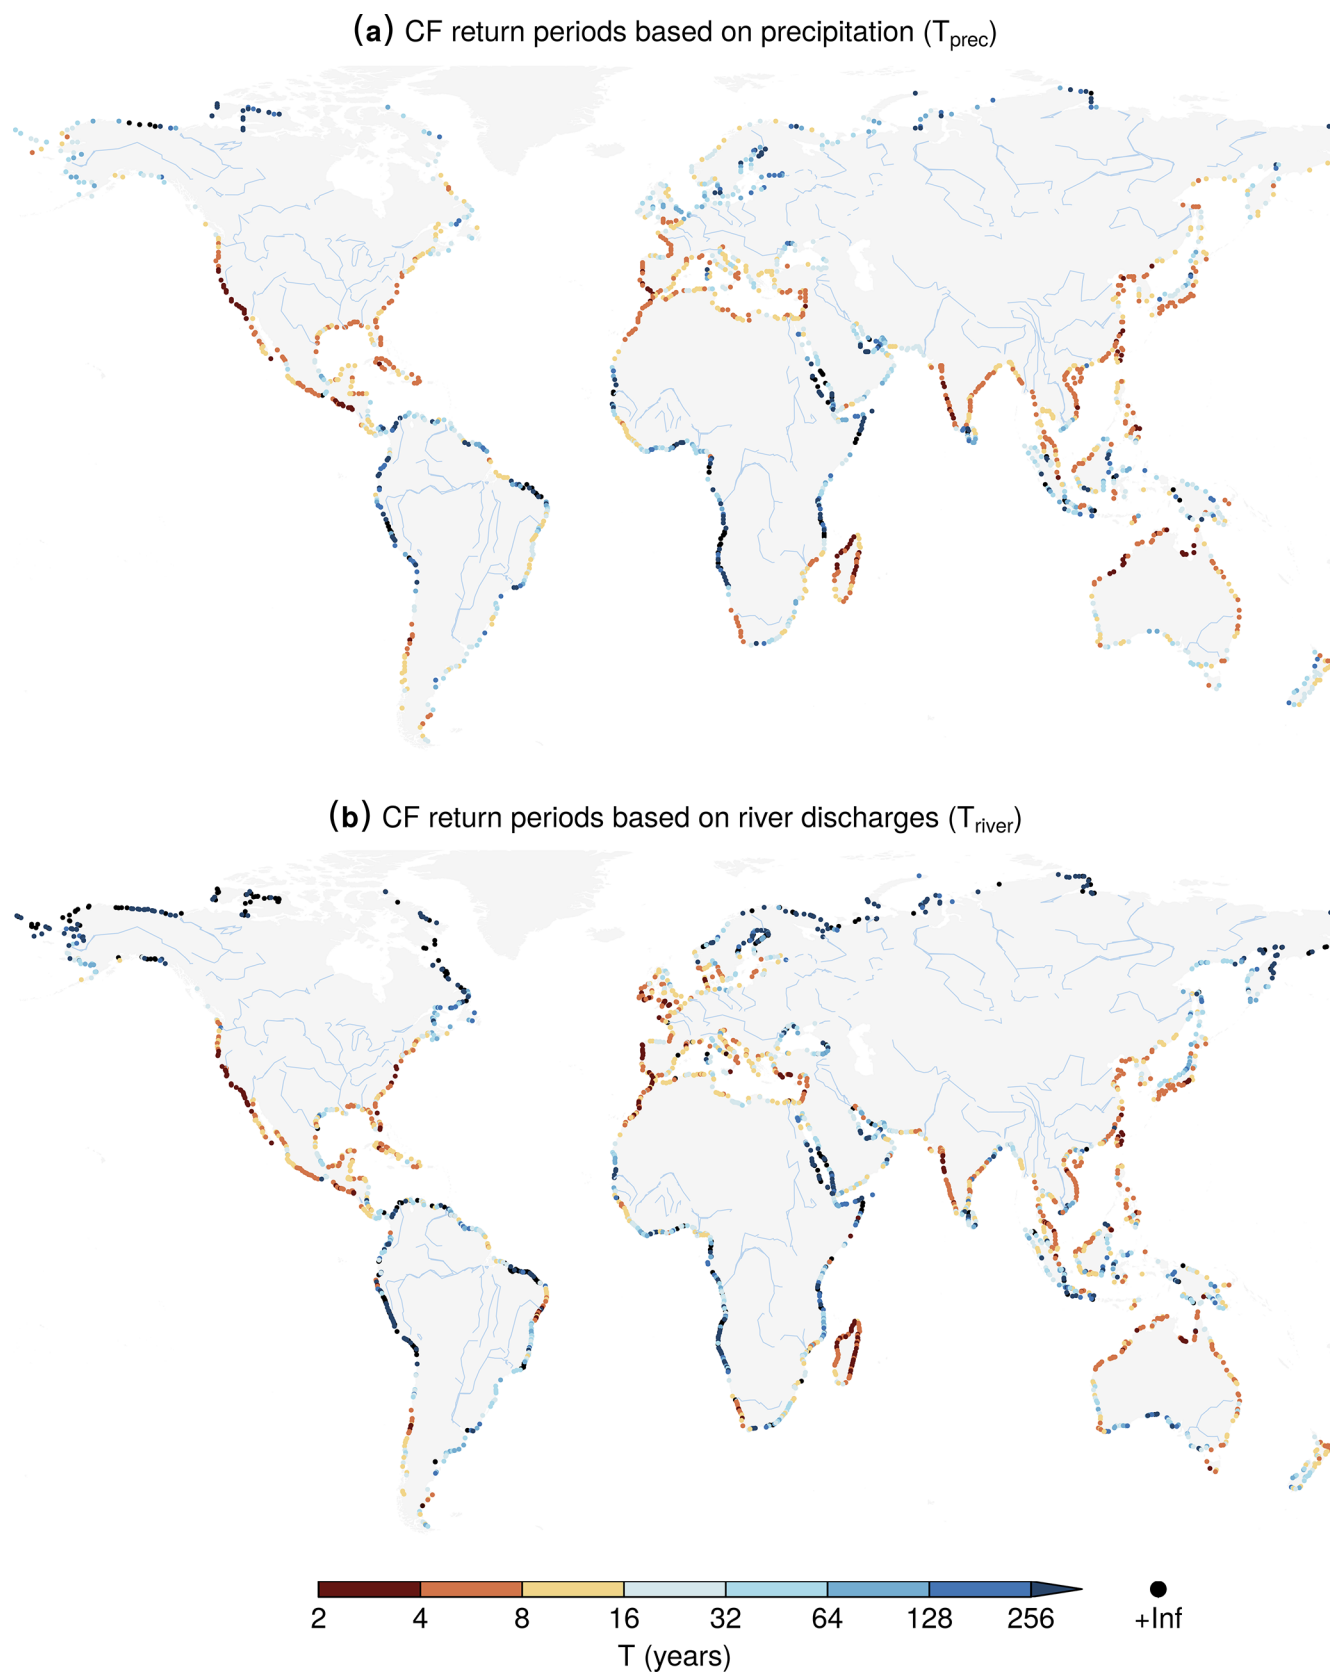 (a) CF return periods based on precipitation (Tprec)
(b) CF return periods based on river discharges (Triver)
2 4 8 16 32 64 128 256 +Inf
T (years)